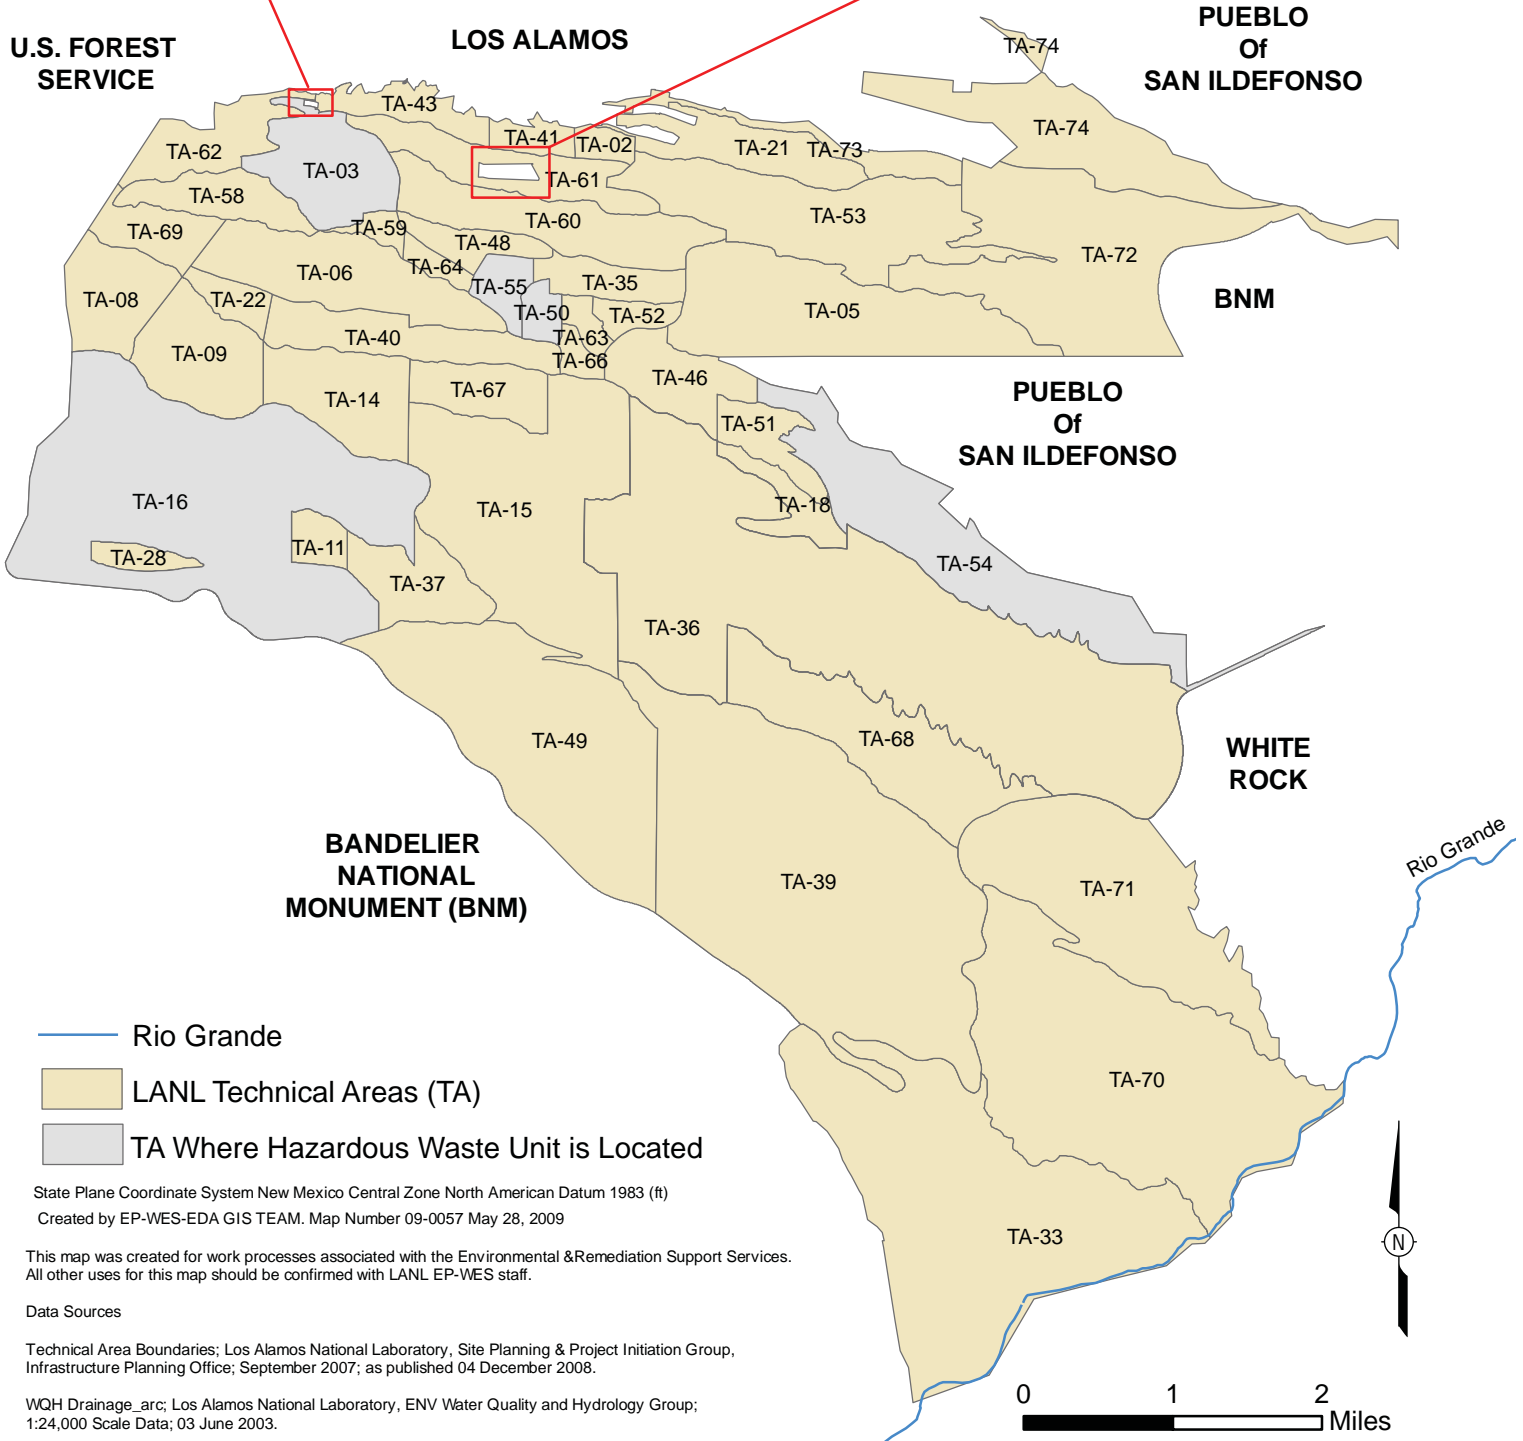 PUEBLO
Of
SAN ILDEFONSO
U.S. FOREST
SERVICE
LOS ALAMOS
TA-74
TA-43
TA-74
TA-41
TA-02
TA-21
TA-73
TA-62
TA-03
TA-61
TA-58
TA-53
TA-60
TA-59
TA-69
TA-48
TA-72
TA-64
TA-06
TA-55
TA-35
TA-08
TA-22
TA-50
TA-52
TA-05
BNM
TA-40
TA-63
TA-09
TA-66
TA-46
TA-67
TA-14
PUEBLO
Of
SAN ILDEFONSO
TA-51
TA-16
TA-15
TA-18
TA-11
TA-28
TA-54
TA-37
TA-36
TA-49
TA-68
WHITE
ROCK
BANDELIER
NATIONAL
MONUMENT (BNM)
Rio Grande
TA-39
TA-71
TA-70
TA-33
Rio Grande
LANL Technical Areas (TA)
TA Where Hazardous Waste Unit is Located
State Plane Coordinate System New Mexico Central Zone North American Datum 1983 (ft)
Created by EP-WES-EDA GIS TEAM. Map Number 09-0057 May 28, 2009
This map was created for work processes associated with the Environmental &Remediation Support Services.
All other uses for this map should be confirmed with LANL EP-WES staff.
Data Sources
Technical Area Boundaries; Los Alamos National Laboratory, Site Planning & Project Initiation Group,
Infrastructure Planning Office; September 2007; as published 04 December 2008.
WQH Drainage_arc; Los Alamos National Laboratory, ENV Water Quality and Hydrology Group;
1:24,000 Scale Data; 03 June 2003.
N
0 1 2
Miles